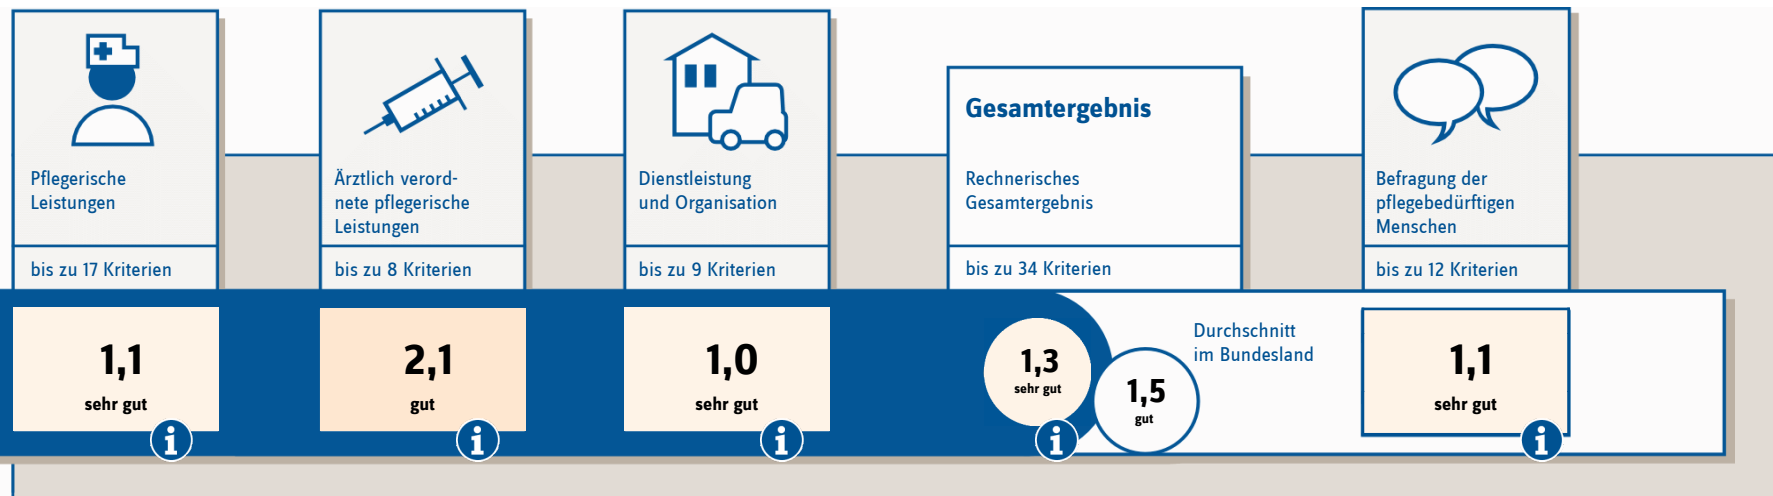 Pflegerische
Leistungen
bis zu 17 Kriterien
1,1
sehr gut
i
Ärztlich verord-
nete pflegerische
Leistungen
bis zu 8 Kriterien
2,1
gut
i
Dienstleistung
und Organisation
bis zu 9 Kriterien
1,0
sehr gut
i
Gesamtergebnis
Rechnerisches
Gesamtergebnis
bis zu 34 Kriterien
1,3
sehr gut
i
1,5
gut
Durchschnitt
im Bundesland
Befragung der
pflegebedürftigen
Menschen
bis zu 12 Kriterien
1,1
sehr gut
i